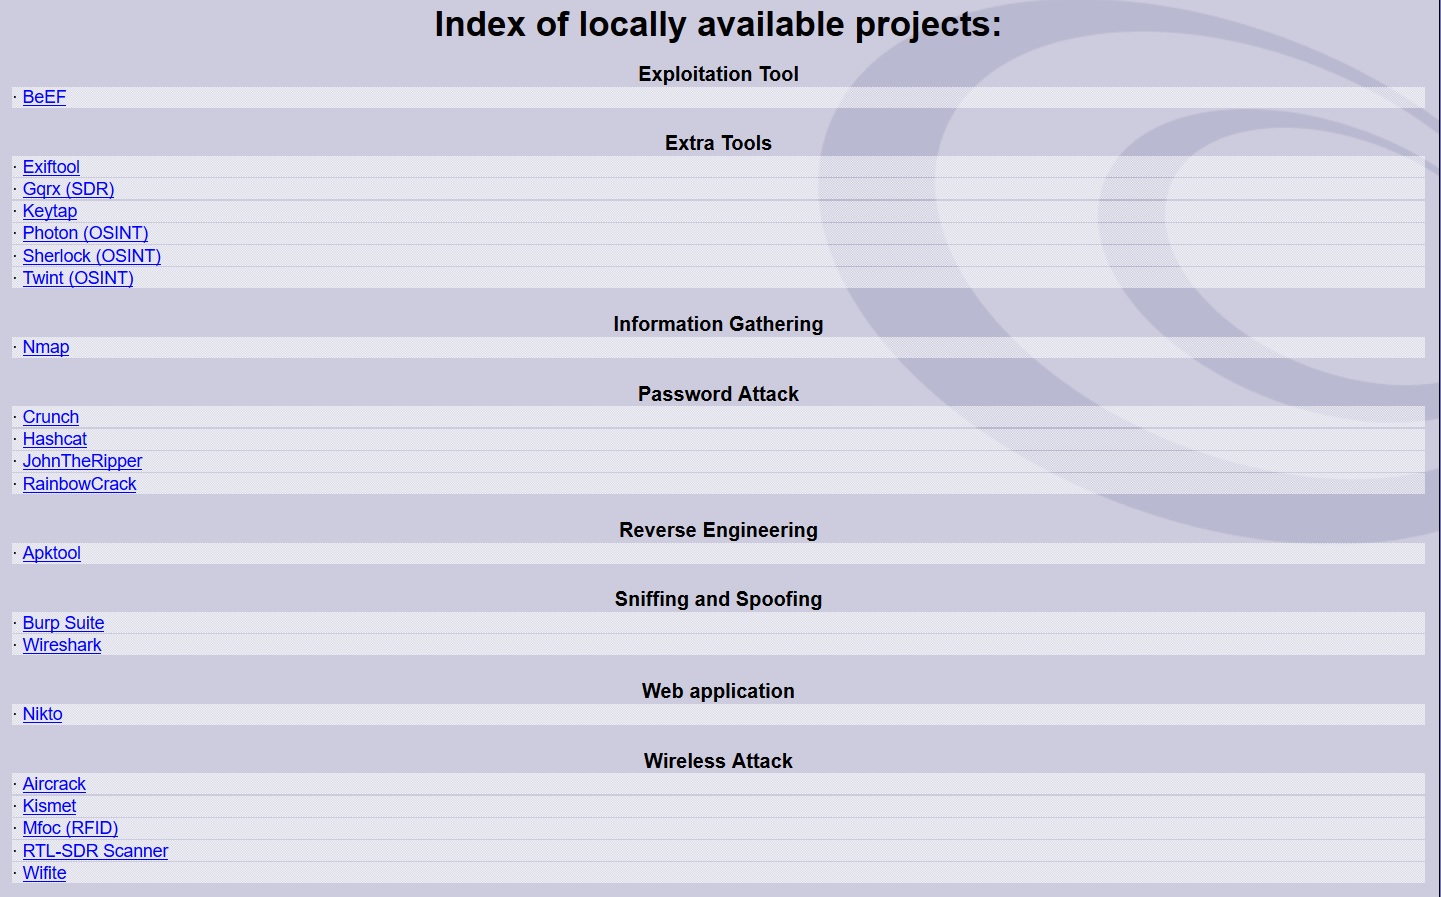 Index of locally available projects:
Exploitation Tool
· BeEF
Extra Tools
· Exiftool
· Gqrx (SDR)
· Keytap
· Photon (OSINT)
· Sherlock (OSINT)
· Twint (OSINT)
Information Gathering
· Nmap
Password Attack
· Crunch
· Hashcat
· JohnTheRipper
· RainbowCrack
Reverse Engineering
· Apktool
Sniffing and Spoofing
· Burp Suite
· Wireshark
Web application
· Nikto
Wireless Attack
· Aircrack
· Kismet
· Mfoc (RFID)
· RTL-SDR Scanner
· Wifite